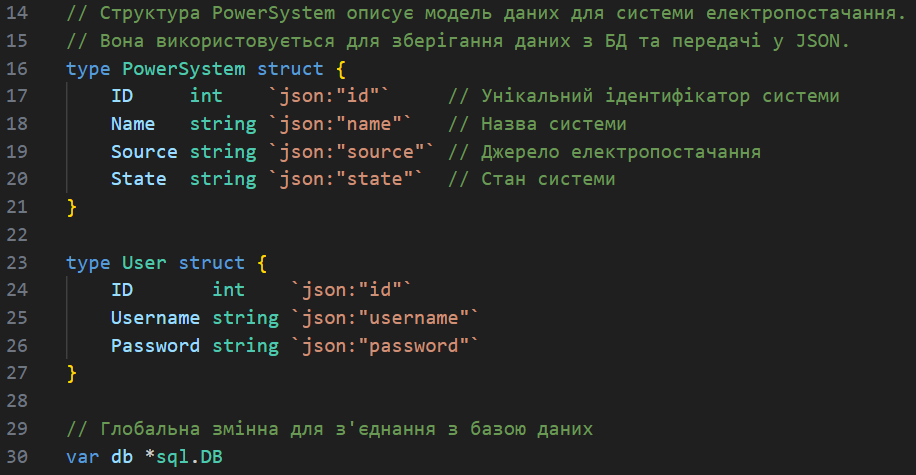 14 // Структура PowerSystem описує модель даних для системи електропостачання.
15 // Вона використовується для зберігання даних з БД та передачі у JSON.
16 type PowerSystem struct {
17     ID     int    `json:"id"`     // Унікальний ідентифікатор системи
18     Name   string `json:"name"`   // Назва системи
19     Source string `json:"source"` // Джерело електропостачання
20     State  string `json:"state"`  // Стан системи
21 }
22
23 type User struct {
24     ID       int    `json:"id"`
25     Username string `json:"username"`
26     Password string `json:"password"`
27 }
28
29 // Глобальна змінна для з'єднання з базою даних
30 var db *sql.DB